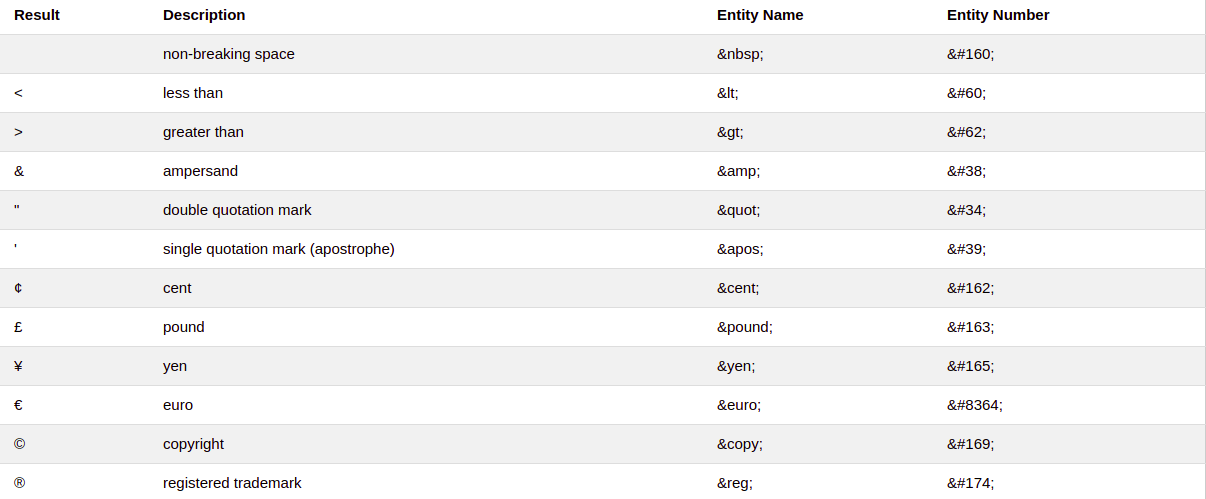 Result Description Entity Name Entity Number
non-breaking space &nbsp; &#160;
< less than &lt; &#60;
> greater than &gt; &#62;
& ampersand &amp; &#38;
" double quotation mark &quot; &#34;
' single quotation mark (apostrophe) &apos; &#39;
¢ cent &cent; &#162;
£ pound &pound; &#163;
¥ yen &yen; &#165;
€ euro &euro; &#8364;
© copyright &copy; &#169;
® registered trademark &reg; &#174;